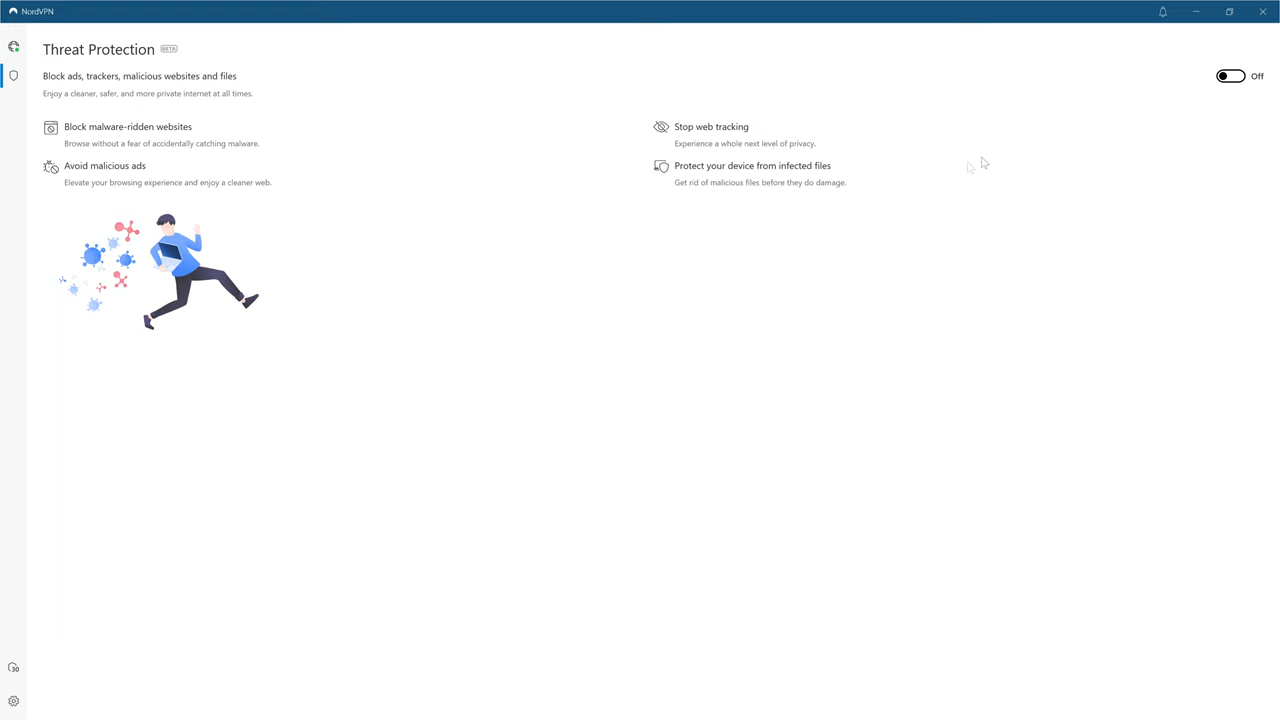 NordVPN
Threat Protection BETA
Block ads, trackers, malicious websites and files
Off
Enjoy a cleaner, safer, and more private internet at all times.
Block malware-ridden websites
Browse without a fear of accidentally catching malware.
Stop web tracking
Experience a whole next level of privacy.
Avoid malicious ads
Elevate your browsing experience and enjoy a cleaner web.
Protect your device from infected files
Get rid of malicious files before they do damage.
30